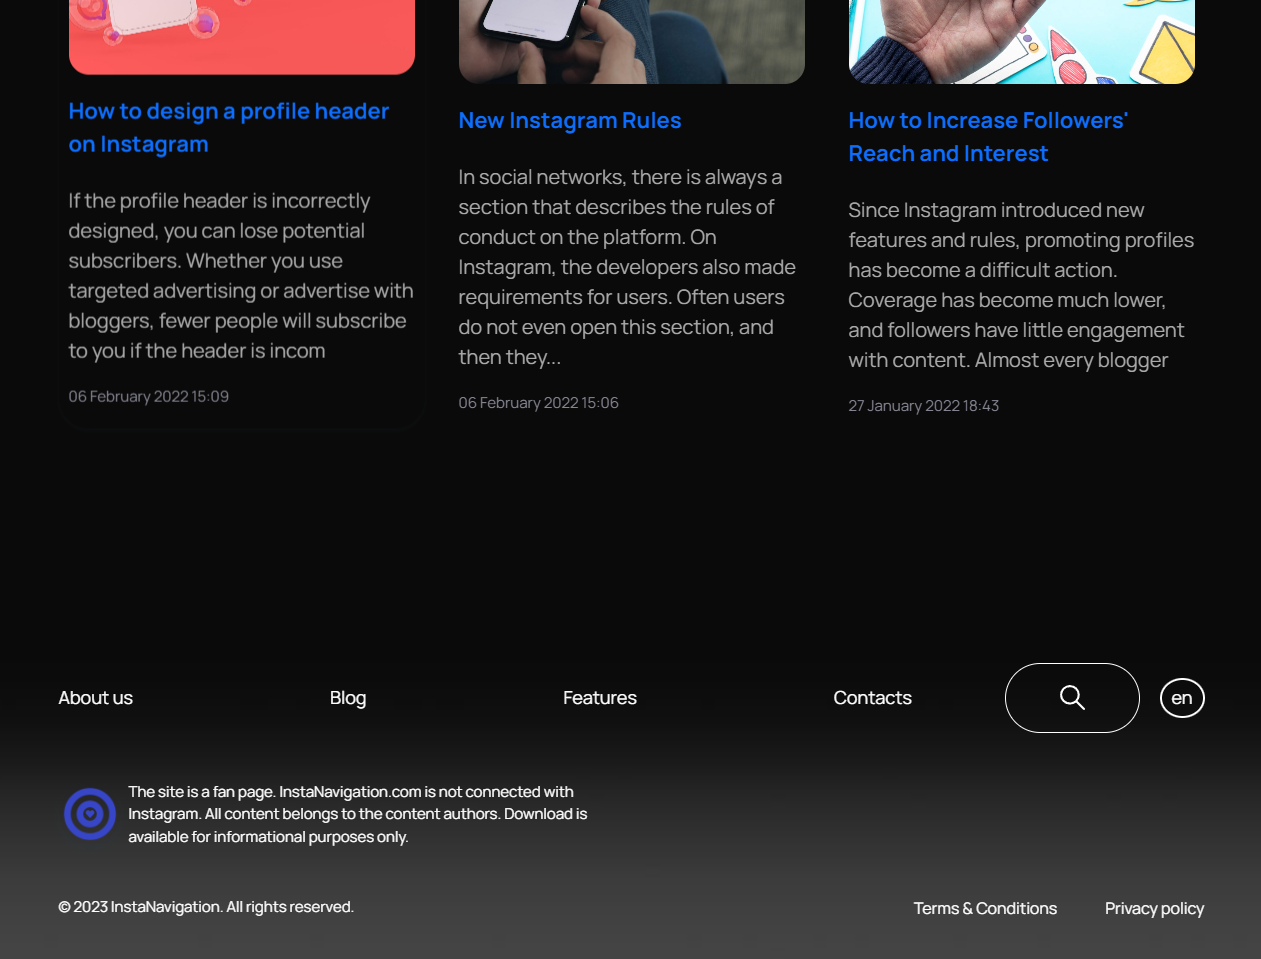 How to design a profile header
on Instagram
If the profile header is incorrectly
designed, you can lose potential
subscribers. Whether you use
targeted advertising or advertise with
bloggers, fewer people will subscribe
to you if the header is incom
06 February 2022 15:09
New Instagram Rules
In social networks, there is always a
section that describes the rules of
conduct on the platform. On
Instagram, the developers also made
requirements for users. Often users
do not even open this section, and
then they...
06 February 2022 15:06
How to Increase Followers'
Reach and Interest
Since Instagram introduced new
features and rules, promoting profiles
has become a difficult action.
Coverage has become much lower,
and followers have little engagement
with content. Almost every blogger
27 January 2022 18:43
About us
Blog
Features
Contacts
en
The site is a fan page. InstaNavigation.com is not connected with
Instagram. All content belongs to the content authors. Download is
available for informational purposes only.
© 2023 InstaNavigation. All rights reserved.
Terms & Conditions
Privacy policy